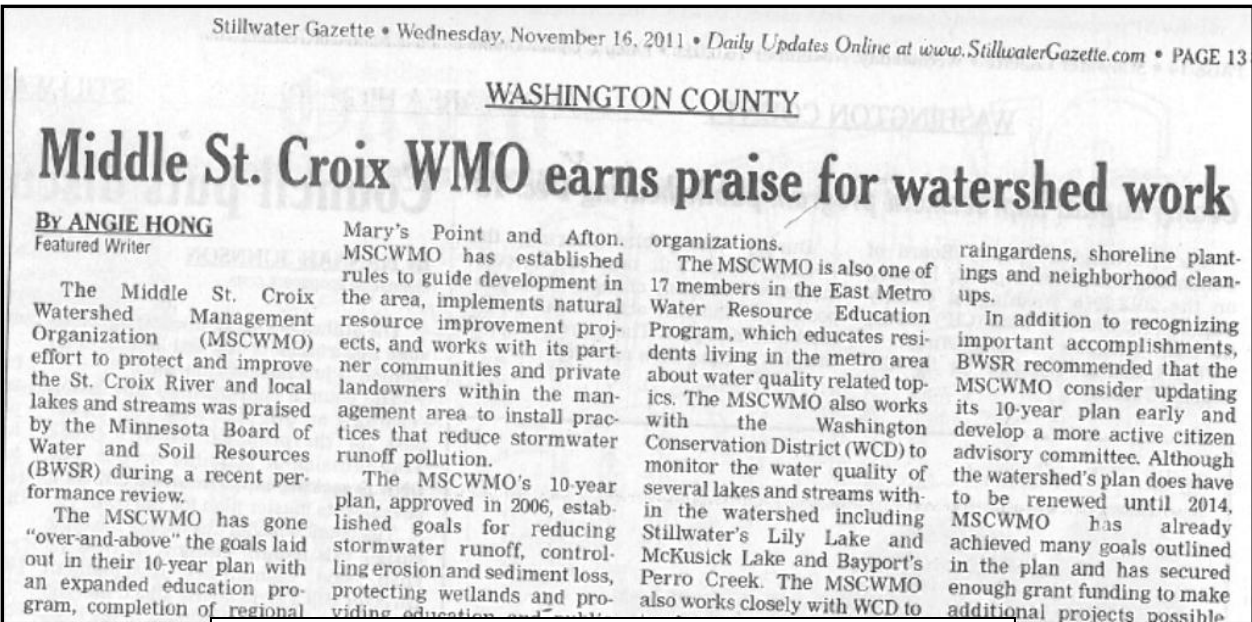 Stillwater Gazette • Wednesday, November 16, 2011 • Daily Updates Online at www.StillwaterGazette.com • PAGE 13
WASHINGTON COUNTY
Middle St. Croix WMO earns praise for watershed work
By ANGIE HONG
Featured Writer
The Middle St. Croix
Watershed Management
Organization (MSCWMO)
effort to protect and improve
the St. Croix River and local
lakes and streams was praised
by the Minnesota Board of
Water and Soil Resources
(BWSR) during a recent per-
formance review.
The MSCWMO has gone
"over-and-above" the goals laid
out in their 10-year plan with
an expanded education pro-
gram, completion of regional
Mary's Point and Afton.
MSCWMO has established
rules to guide development in
the area, implements natural
resource improvement proj-
ects, and works with its part-
ner communities and private
landowners within the man-
agement area to install prac-
tices that reduce stormwater
runoff pollution.
The MSCWMO's 10-year
plan, approved in 2006, estab-
lished goals for reducing
stormwater runoff, control-
ling erosion and sediment loss,
protecting wetlands and pro-
viding education and public
organizations.
The MSCWMO is also one of
17 members in the East Metro
Water Resource Education
Program, which educates resi-
dents living in the metro area
about water quality related top-
ics. The MSCWMO also works
with the Washington
Conservation District (WCD) to
monitor the water quality of
several lakes and streams with-
in the watershed including
Stillwater's Lily Lake and
McKusick Lake and Bayport's
Perro Creek. The MSCWMO
also works closely with WCD to
raingardens, shoreline plant-
ings and neighborhood clean-
ups.
In addition to recognizing
important accomplishments,
BWSR recommended that the
MSCWMO consider updating
its 10-year plan early and
develop a more active citizen
advisory committee. Although
the watershed's plan does have
to be renewed until 2014,
MSCWMO has already
achieved many goals outlined
in the plan and has secured
enough grant funding to make
additional projects possible